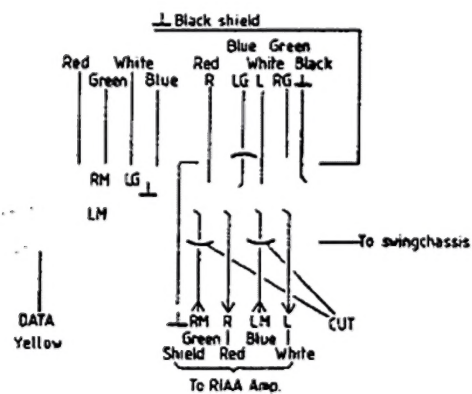 Black shield
Blue Green
Red White Red White Black
Green Blue R LG L RG
RM LG
LM
To swingchassis
DATA
Yellow
RM R LM L CUT
Green Blue
Shield Red White
To RIAA Amp.